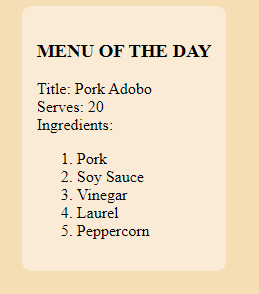 MENU OF THE DAY
Title: Pork Adobo
Serves: 20
Ingredients:
1. Pork
2. Soy Sauce
3. Vinegar
4. Laurel
5. Peppercorn